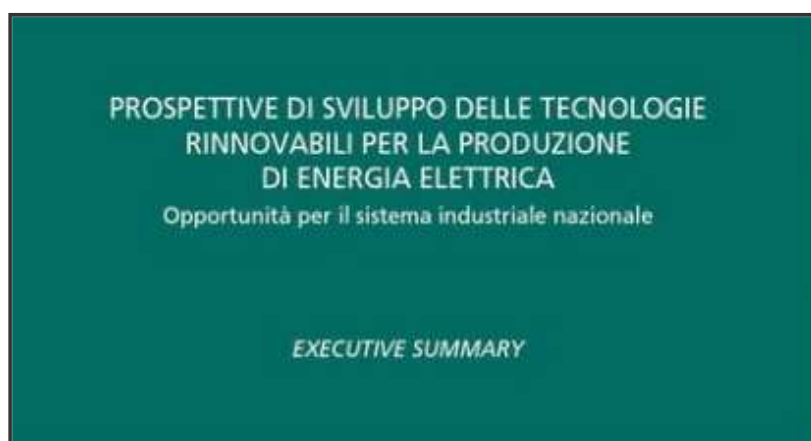 PROSPETTIVE DI SVILUPPO DELLE TECNOLOGIE
RINNOVABILI PER LA PRODUZIONE
DI ENERGIA ELETTRICA
Opportunità per il sistema industriale nazionale
EXECUTIVE SUMMARY